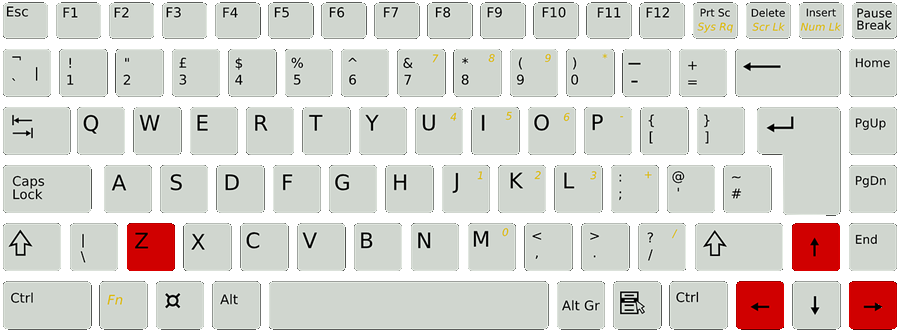 Esc F1 F2 F3 F4 F5 F6 F7 F8 F9 F10 F11 F12 Prt Sc Delete Insert Pause
Sys Rq Scr Lk Num Lk Break
¬ ! " £ $ % ^ & 7 * 8 ( 9 ) * — + ← Home
` | 1 2 3 4 5 6 7 8 9 0 - =
Q W E R T Y U 4 I 5 O 6 P - { } ↵ PgUp
[ ]
Caps A S D F G H J 1 K 2 L 3 : + @ ~ PgDn
Lock ; ' #
⇧ | Z X C V B N M 0 < > ? / ⇧ ↑ End
\ , . /
Ctrl Fn ¤ Alt Alt Gr Ctrl ← ↓ →